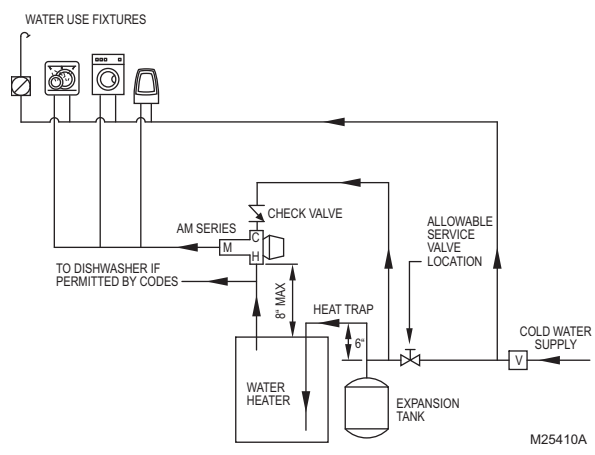 WATER USE FIXTURES
AM SERIES
CHECK VALVE
C
M
H
ALLOWABLE
SERVICE
VALVE
LOCATION
TO DISHWASHER IF
PERMITTED BY CODES
8" MAX
HEAT TRAP
6"
COLD WATER
SUPPLY
V
WATER
HEATER
EXPANSION
TANK
M25410A